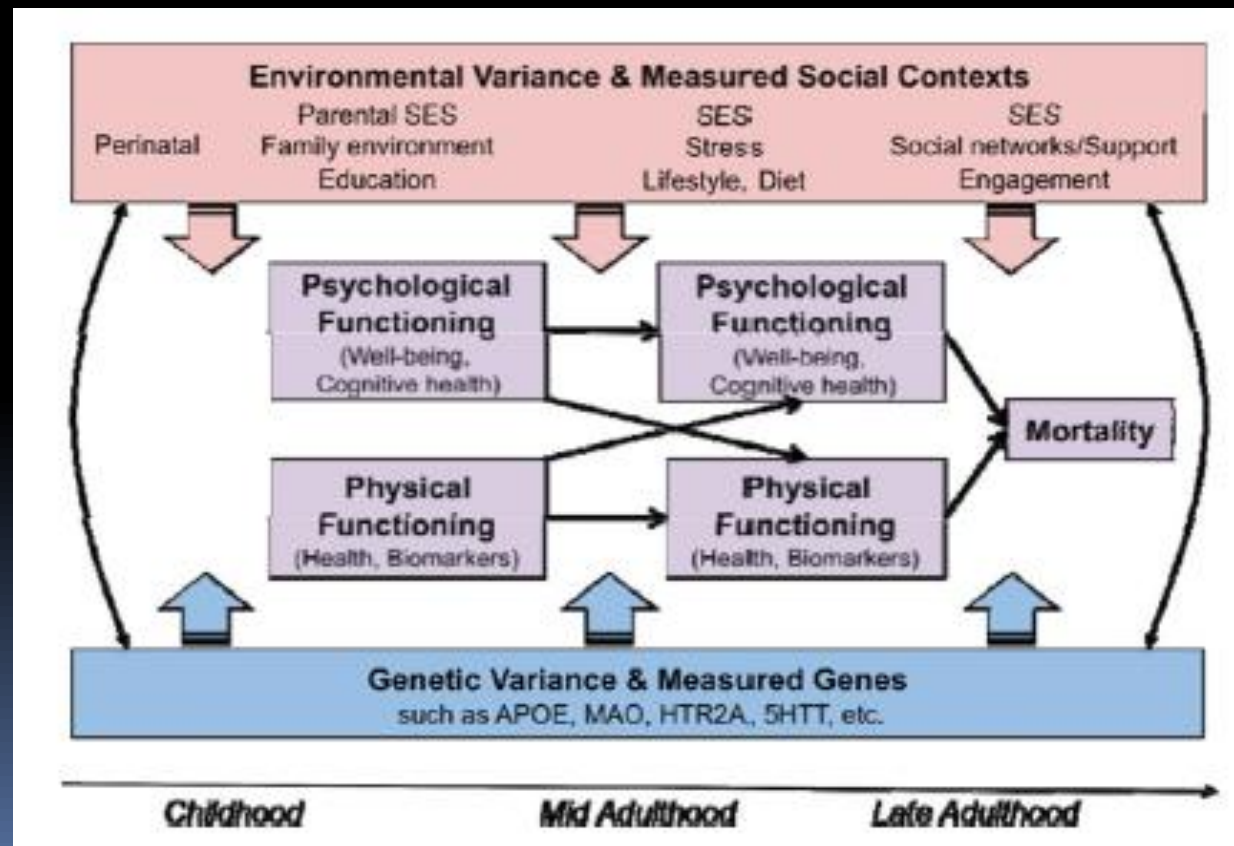 Environmental Variance & Measured Social Contexts
Perinatal
Parental SES
Family environment
Education
SES
Stress
Lifestyle, Diet
SES
Social networks/Support
Engagement
Psychological
Functioning
(Well-being,
Cognitive health)
Psychological
Functioning
(Well-being,
Cognitive health)
Mortality
Physical
Functioning
(Health, Biomarkers)
Physical
Functioning
(Health, Biomarkers)
Genetic Variance & Measured Genes
such as APOE, MAO, HTR2A, 5HTT, etc.
Childhood
Mid Adulthood
Late Adulthood